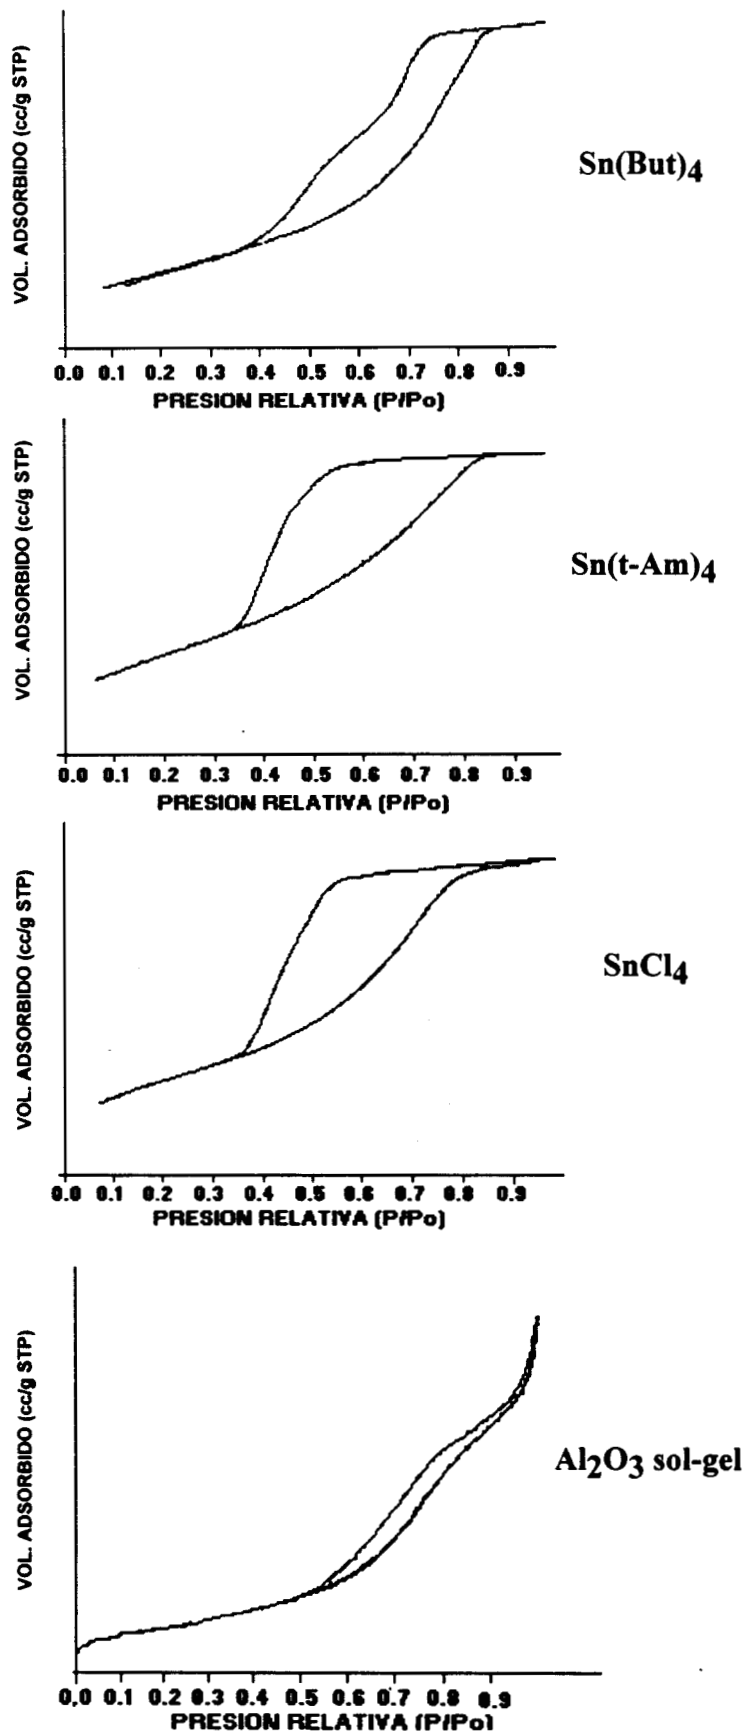 VOL. ADSORBIDO (cc/g STP)
Sn(But)4
0.0 0.1 0.2 0.3 0.4 0.5 0.6 0.7 0.8 0.9
PRESION RELATIVA (P/Po)
VOL. ADSORBIDO (cc/g STP)
Sn(t-Am)4
0.0 0.1 0.2 0.3 0.4 0.5 0.6 0.7 0.8 0.9
PRESION RELATIVA (P/Po)
VOL. ADSORBIDO (cc/g STP)
SnCl4
0.0 0.1 0.2 0.3 0.4 0.5 0.6 0.7 0.8 0.9
PRESION RELATIVA (P/Po)
VOL. ADSORBIDO (cc/g STP)
Al2O3 sol-gel
0,0 0.1 0.2 0.3 0.4 0.5 0.6 0.7 0.8 0.9
PRESION RELATIVA (P/Po)